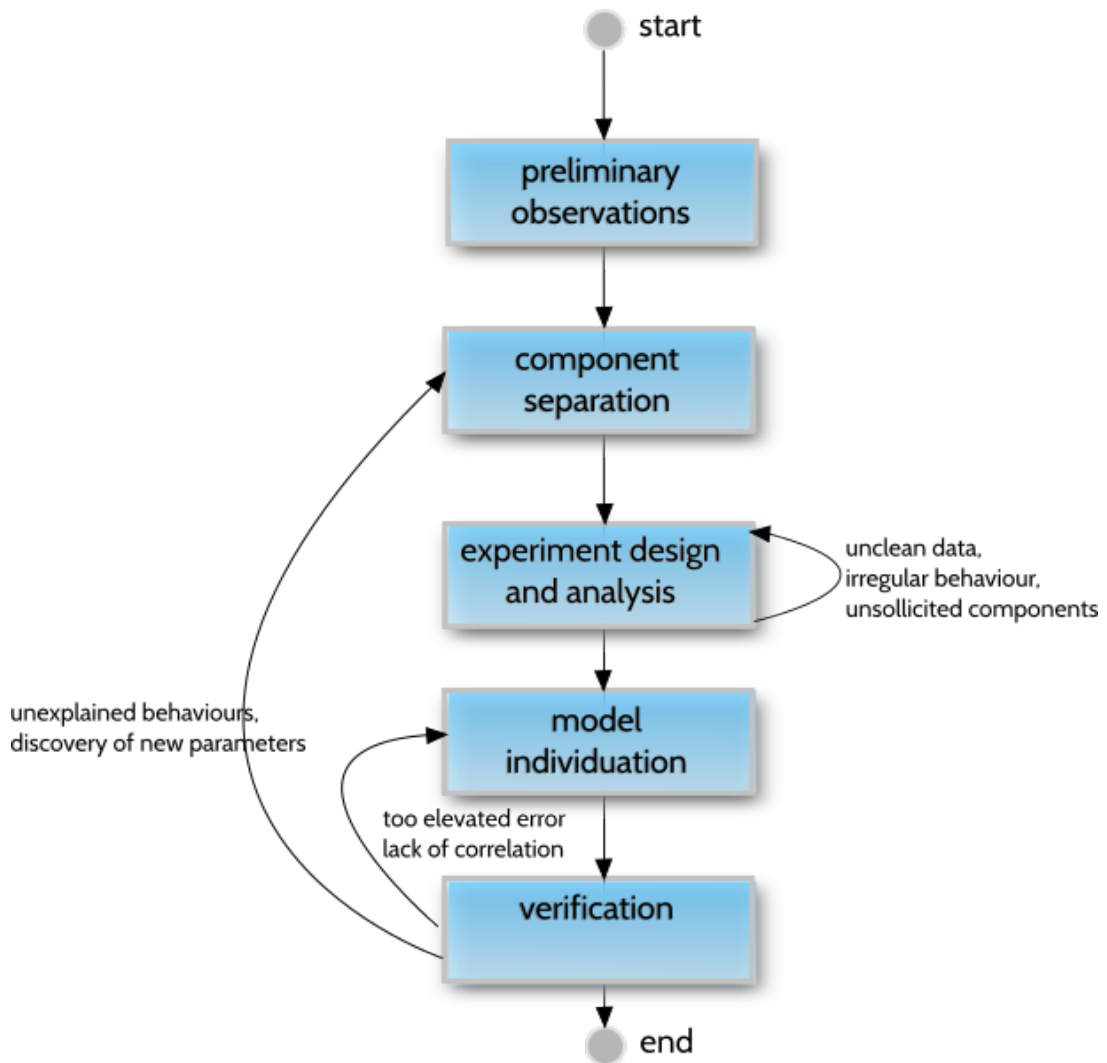 start
preliminary
observations
component
separation
experiment design
and analysis
unclean data,
irregular behaviour,
unsollicited components
model
individuation
unexplained behaviours,
discovery of new parameters
too elevated error
lack of correlation
verification
end